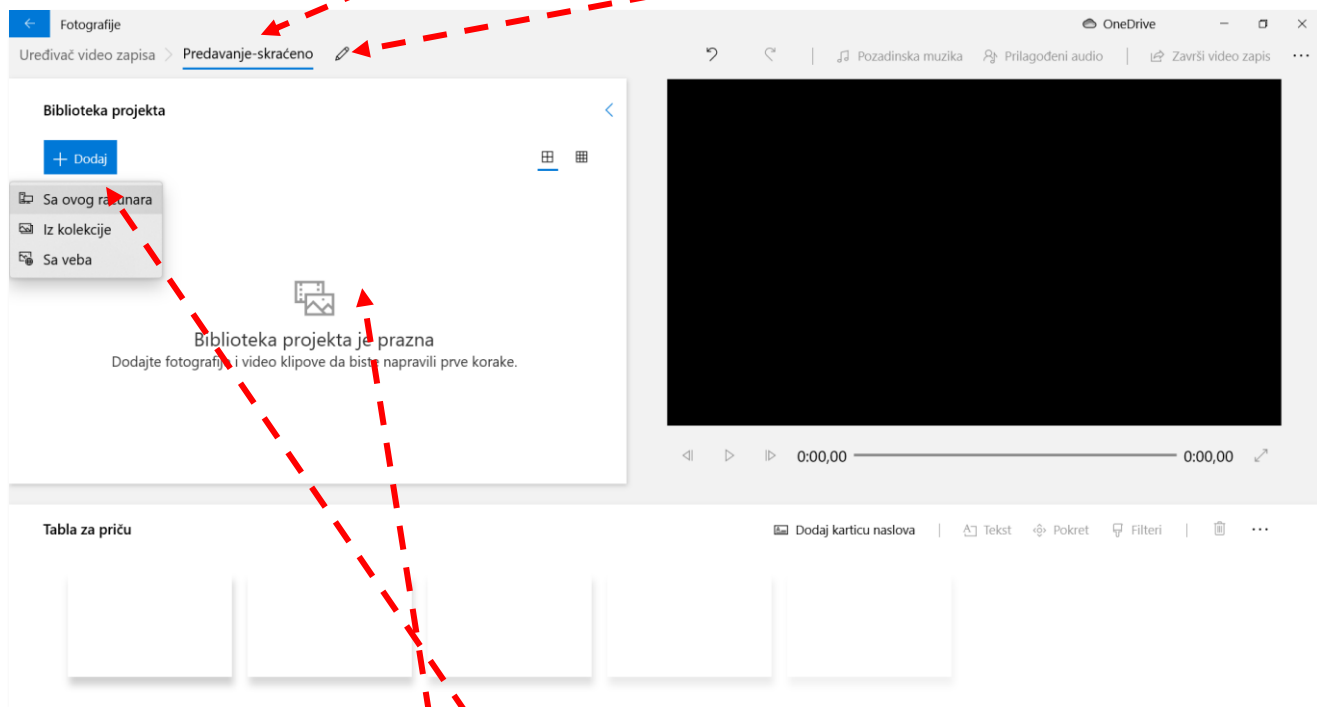 Fotografije
OneDrive
Uređivač video zapisa > Predavanje-skraćeno
Pozadinska muzika
Prilagođeni audio
Završi video zapis
Biblioteka projekta
+ Dodaj
Sa ovog računara
Iz kolekcije
Sa veba
Biblioteka projekta je prazna
Dodajte fotografije i video klipove da biste napravili prve korake.
0:00,00
0:00,00
Tabla za priču
Dodaj karticu naslova
Tekst
Pokret
Filteri